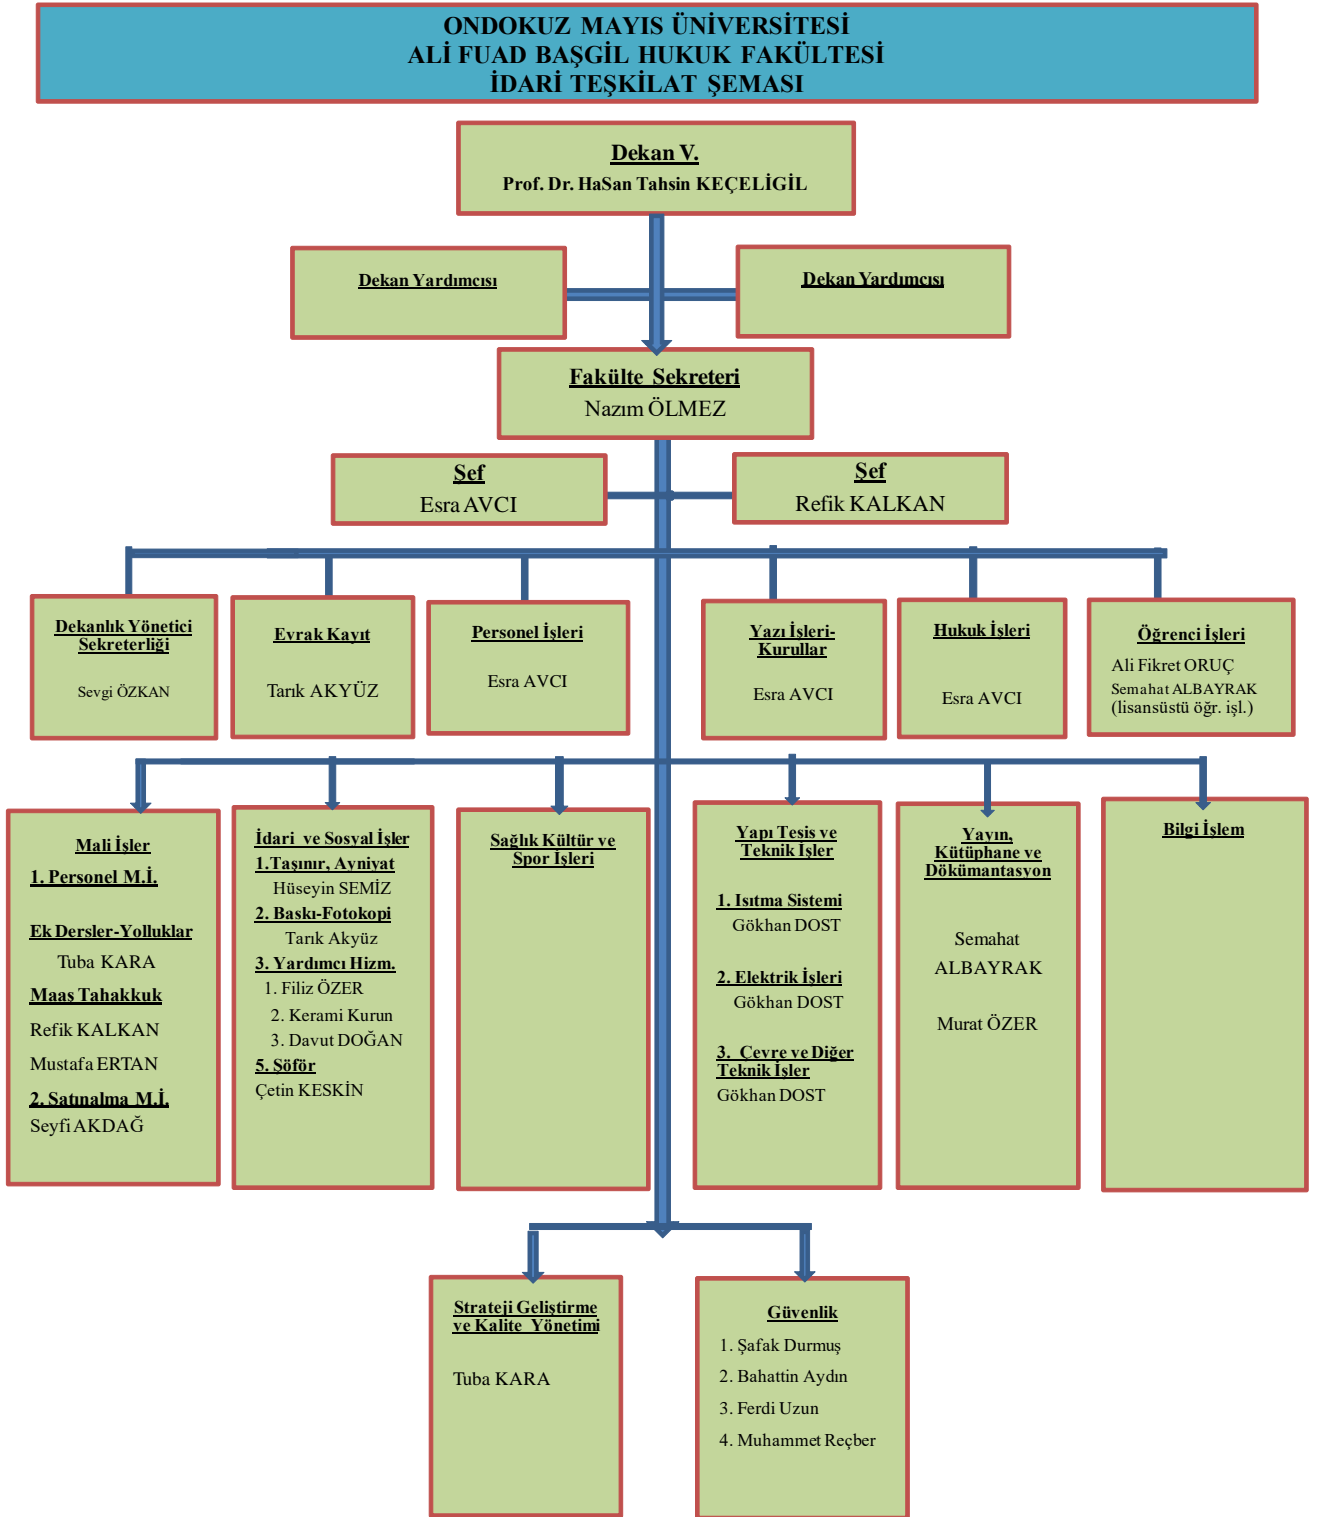 ONDOKUZ MAYIS ÜNİVERSİTESİ
ALİ FUAD BAŞGİL HUKUK FAKÜLTESİ
İDARİ TEŞKİLAT ŞEMASI
Dekan V.
Prof. Dr. HaSan Tahsin KEÇELİGİL
Dekan Yardımcısı
Dekan Yardımcısı
Fakülte Sekreteri
Nazım ÖLMEZ
Şef
Esra AVCI
Şef
Refik KALKAN
Dekanlık Yönetici
Sekreterliği
Sevgi ÖZKAN
Evrak Kayıt
Tarık AKYÜZ
Personel İşleri
Esra AVCI
Yazı İşleri-
Kurullar
Esra AVCI
Hukuk İşleri
Esra AVCI
Öğrenci İşleri
Ali Fikret ORUÇ
Semahat ALBAYRAK
(lisansüstü öğr. işl.)
Mali İşler
1. Personel M.İ.
Ek Dersler-Yolluklar
Tuba KARA
Maaş Tahakkuk
Refik KALKAN
Mustafa ERTAN
2. Satınalma M.İ.
Seyfi AKDAĞ
İdari ve Sosyal İşler
1.Taşınır, Ayniyat
Hüseyin SEMİZ
2. Baskı-Fotokopi
Tarık Akyüz
3. Yardımcı Hizm.
1. Filiz ÖZER
2. Kerami Kurun
3. Davut DOĞAN
5. Şöför
Çetin KESKİN
Sağlık Kültür ve
Spor İşleri
Yapı Tesis ve
Teknik İşler
1. Isıtma Sistemi
Gökhan DOST
2. Elektrik İşleri
Gökhan DOST
3. Çevre ve Diğer
Teknik İşler
Gökhan DOST
Yayın,
Kütüphane ve
Dökümantasyon
Semahat
ALBAYRAK
Murat ÖZER
Bilgi İşlem
Strateji Geliştirme
ve Kalite Yönetimi
Tuba KARA
Güvenlik
1. Şafak Durmuş
2. Bahattin Aydın
3. Ferdi Uzun
4. Muhammet Reçber